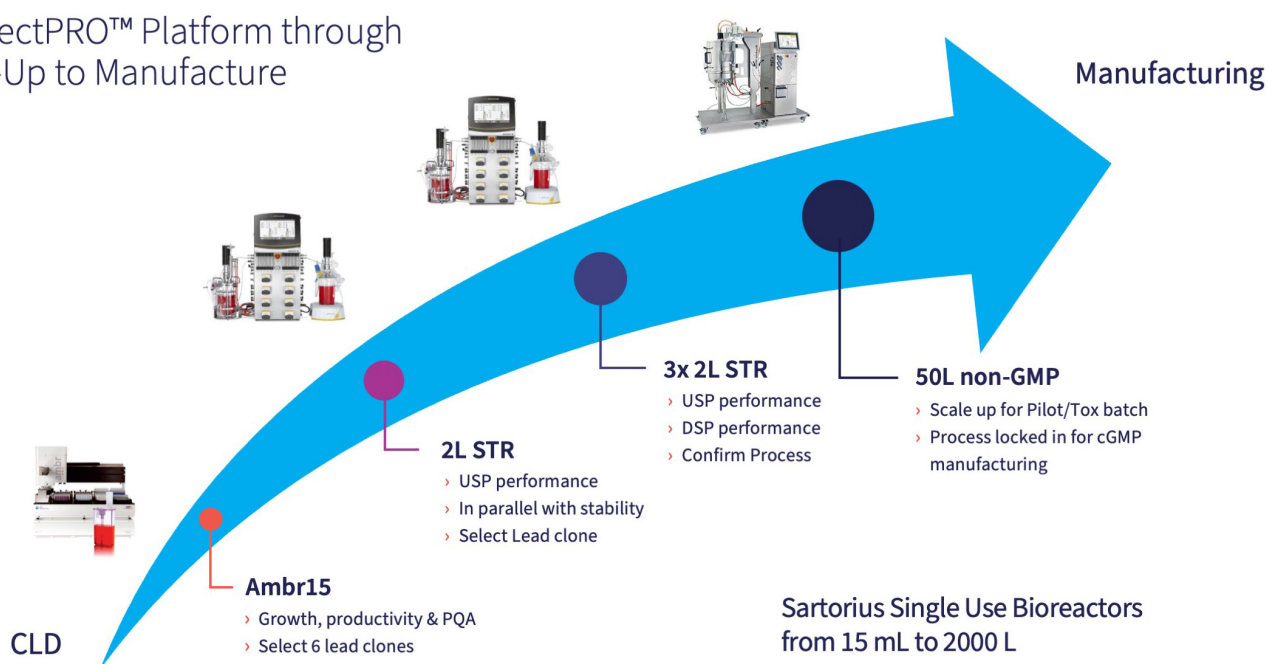 ectPRO™ Platform through
-Up to Manufacture
Manufacturing
3x 2L STR
› USP performance
› DSP performance
› Confirm Process
50L non-GMP
› Scale up for Pilot/Tox batch
› Process locked in for cGMP
manufacturing
2L STR
› USP performance
› In parallel with stability
› Select Lead clone
Ambr15
› Growth, productivity & PQA
› Select 6 lead clones
CLD
Sartorius Single Use Bioreactors
from 15 mL to 2000 L